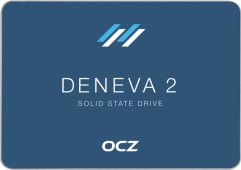 DENEVA 2
SOLID STATE DRIVE
OCZ